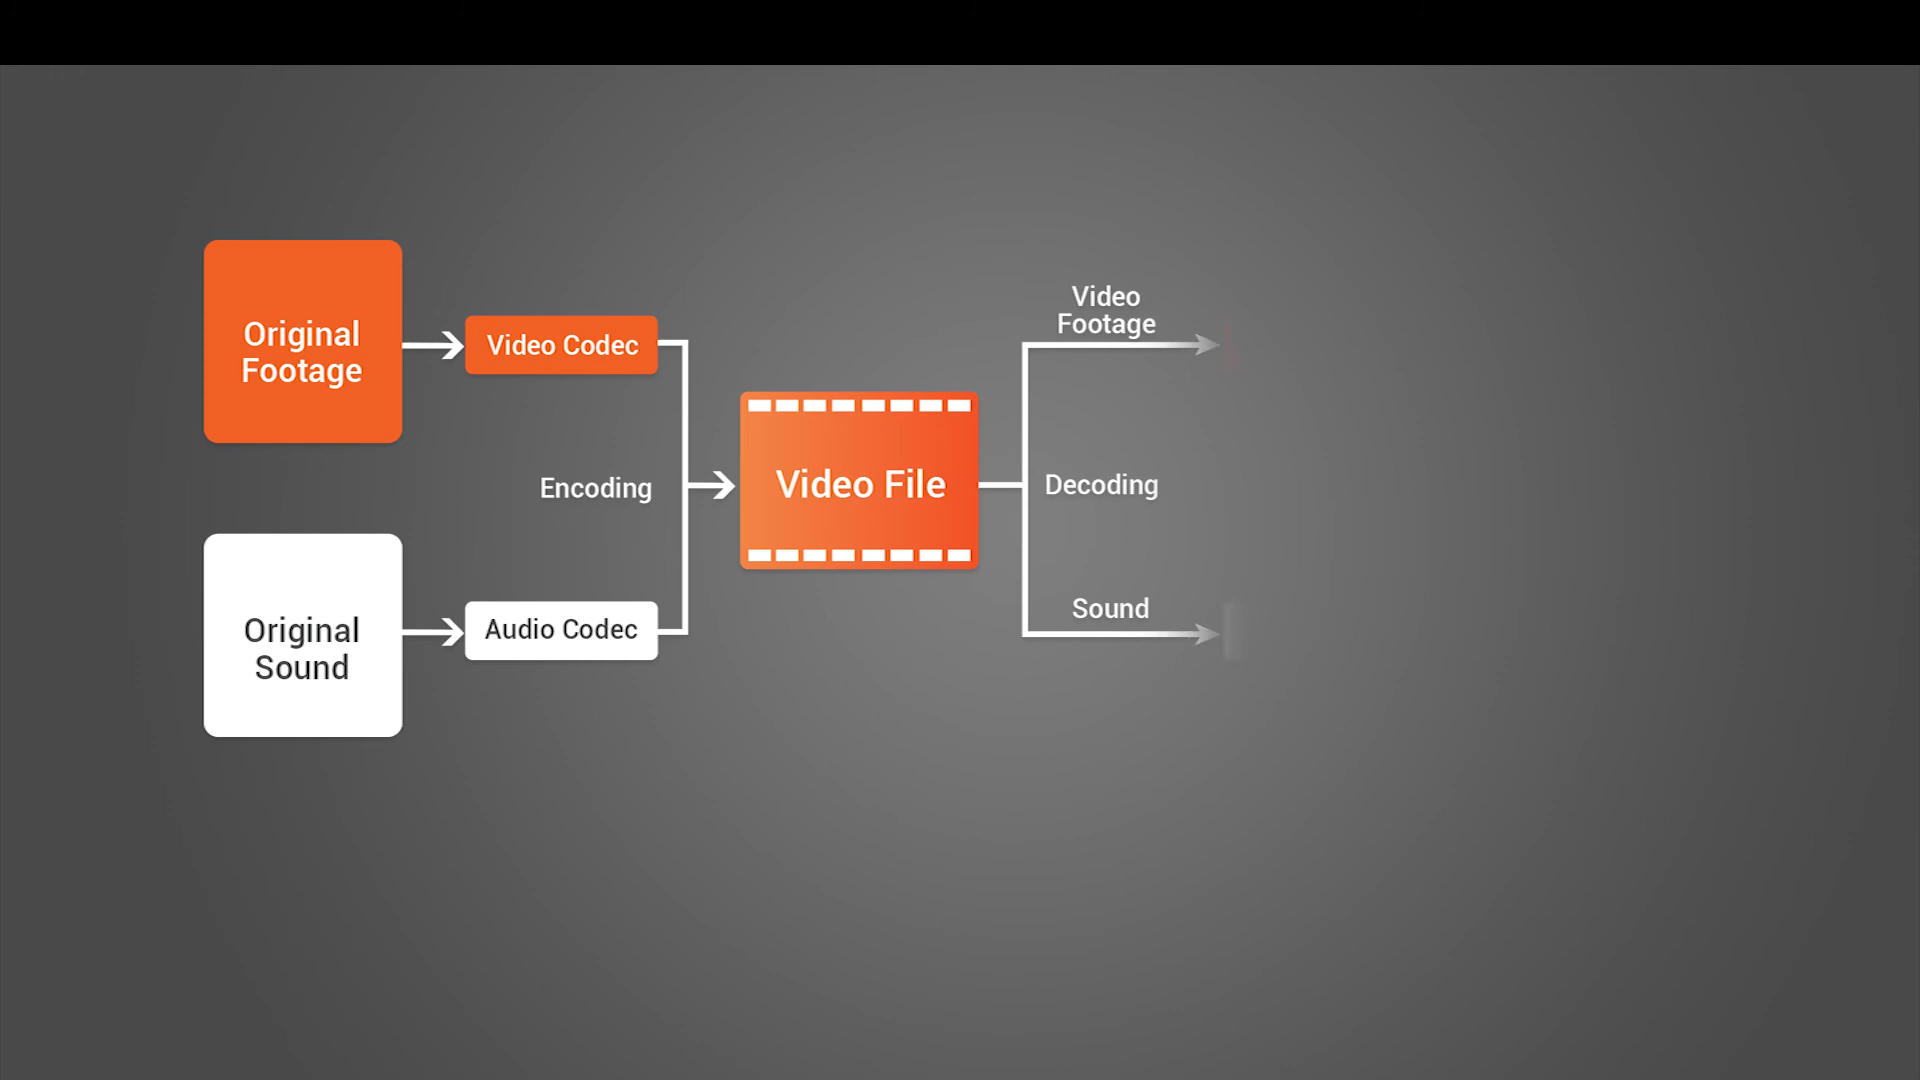 Original
Footage
Video Codec
Encoding
Original
Sound
Audio Codec
Video File
Video
Footage
Decoding
Sound